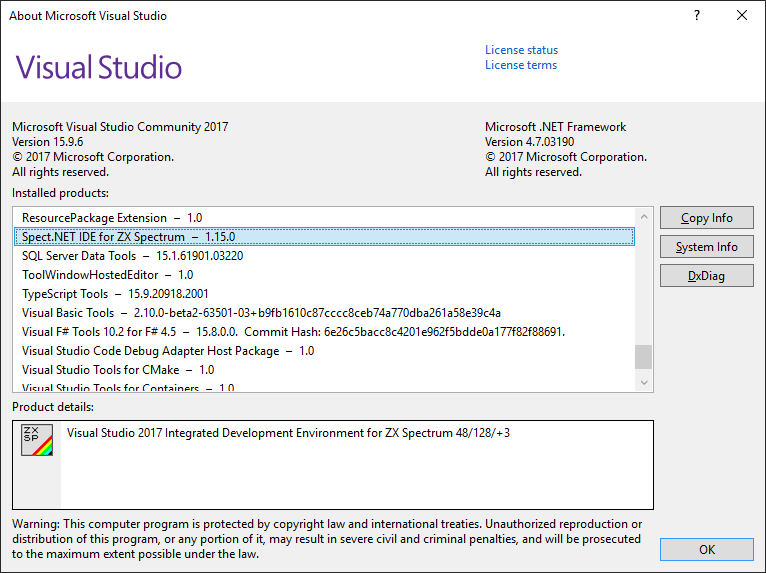 About Microsoft Visual Studio
?
Visual Studio
License status
License terms
Microsoft Visual Studio Community 2017
Version 15.9.6
© 2017 Microsoft Corporation.
All rights reserved.
Microsoft .NET Framework
Version 4.7.03190
© 2017 Microsoft Corporation.
All rights reserved.
Installed products:
ResourcePackage Extension – 1.0
Spect.NET IDE for ZX Spectrum – 1.15.0
SQL Server Data Tools – 15.1.61901.03220
ToolWindowHostedEditor – 1.0
TypeScript Tools – 15.9.20918.2001
Visual Basic Tools – 2.10.0-beta2-63501-03+b9fb1610c87cccc8ceb74a770dba261a58e39c4a
Visual F# Tools 10.2 for F# 4.5 – 15.8.0.0. Commit Hash: 6e26c5bacc8c4201e962f5bdde0a177f82f88691.
Visual Studio Code Debug Adapter Host Package – 1.0
Visual Studio Tools for CMake – 1.0
Visual Studio Tools for Containers – 1.0
Copy Info
System Info
DxDiag
Product details:
ZX
SP
Visual Studio 2017 Integrated Development Environment for ZX Spectrum 48/128/+3
Warning: This computer program is protected by copyright law and international treaties. Unauthorized reproduction or
distribution of this program, or any portion of it, may result in severe civil and criminal penalties, and will be prosecuted
to the maximum extent possible under the law.
OK